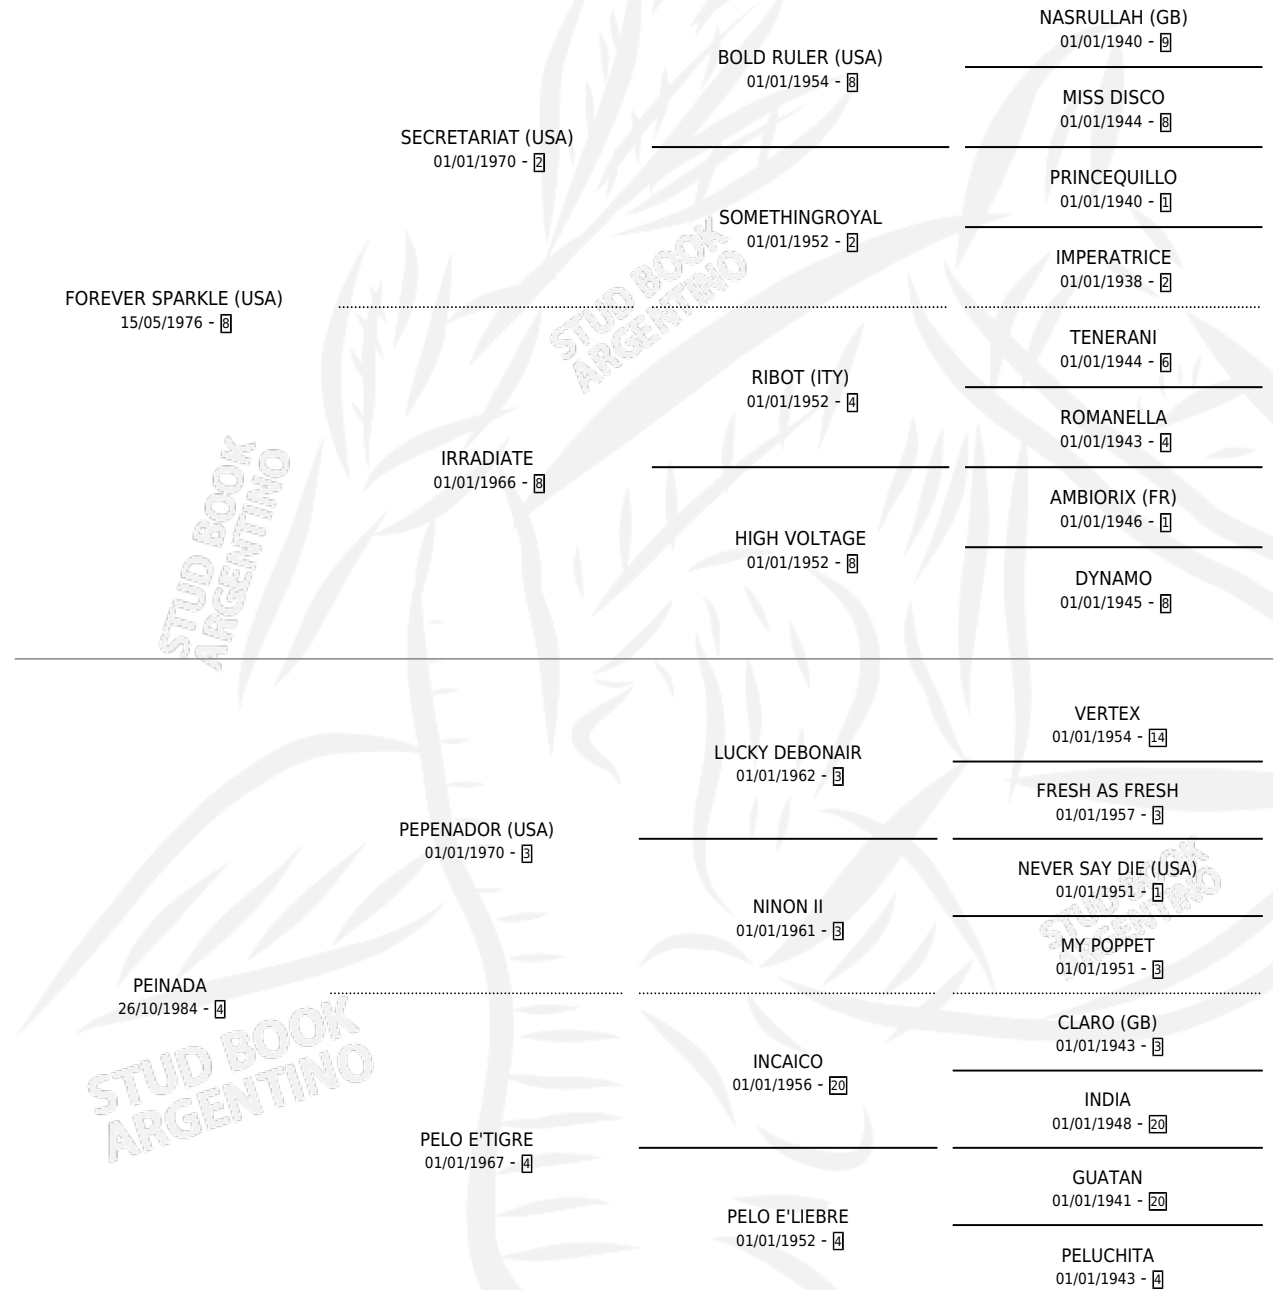 NASRULLAH (GB)
01/01/1940 - 9
BOLD RULER (USA)
01/01/1954 - 8
MISS DISCO
01/01/1944 - 8
SECRETARIAT (USA)
01/01/1970 - 2
PRINCEQUILLO
01/01/1940 - 1
SOMETHINGROYAL
01/01/1952 - 2
IMPERATRICE
01/01/1938 - 2
FOREVER SPARKLE (USA)
15/05/1976 - 8
TENERANI
01/01/1944 - 6
RIBOT (ITY)
01/01/1952 - 4
ROMANELLA
01/01/1943 - 4
IRRADIATE
01/01/1966 - 8
AMBIORIX (FR)
01/01/1946 - 1
HIGH VOLTAGE
01/01/1952 - 8
DYNAMO
01/01/1945 - 8
VERTEX
01/01/1954 - 14
LUCKY DEBONAIR
01/01/1962 - 3
FRESH AS FRESH
01/01/1957 - 3
PEPENADOR (USA)
01/01/1970 - 3
NEVER SAY DIE (USA)
01/01/1951 - 1
NINON II
01/01/1961 - 3
MY POPPET
01/01/1951 - 3
PEINADA
26/10/1984 - 4
CLARO (GB)
01/01/1943 - 3
INCAICO
01/01/1956 - 20
INDIA
01/01/1948 - 20
PELO E'TIGRE
01/01/1967 - 4
GUATAN
01/01/1941 - 20
PELO E'LIEBRE
01/01/1952 - 4
PELUCHITA
01/01/1943 - 4
STUD BOOK
ARGENTINO
STUD BOOK
ARGENTINO
STUD BOOK
ARGENTINO
STUD BOOK
ARGENTINO